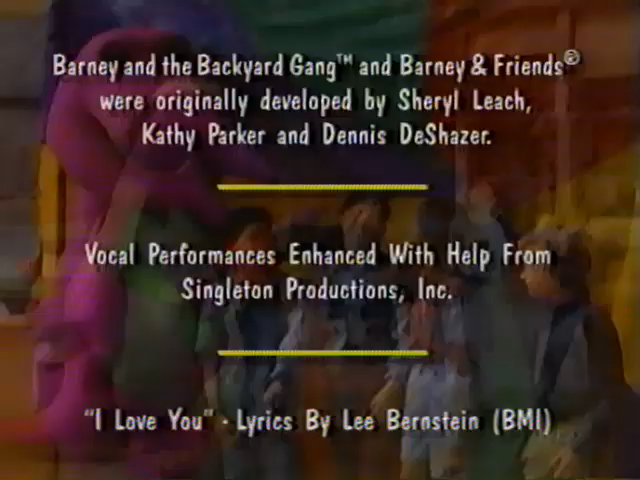 Barney and the Backyard Gang™ and Barney & Friends®
were originally developed by Sheryl Leach,
Kathy Parker and Dennis DeShazer.
Vocal Performances Enhanced With Help From
Singleton Productions, Inc.
"I Love You" - Lyrics By Lee Bernstein (BMI)